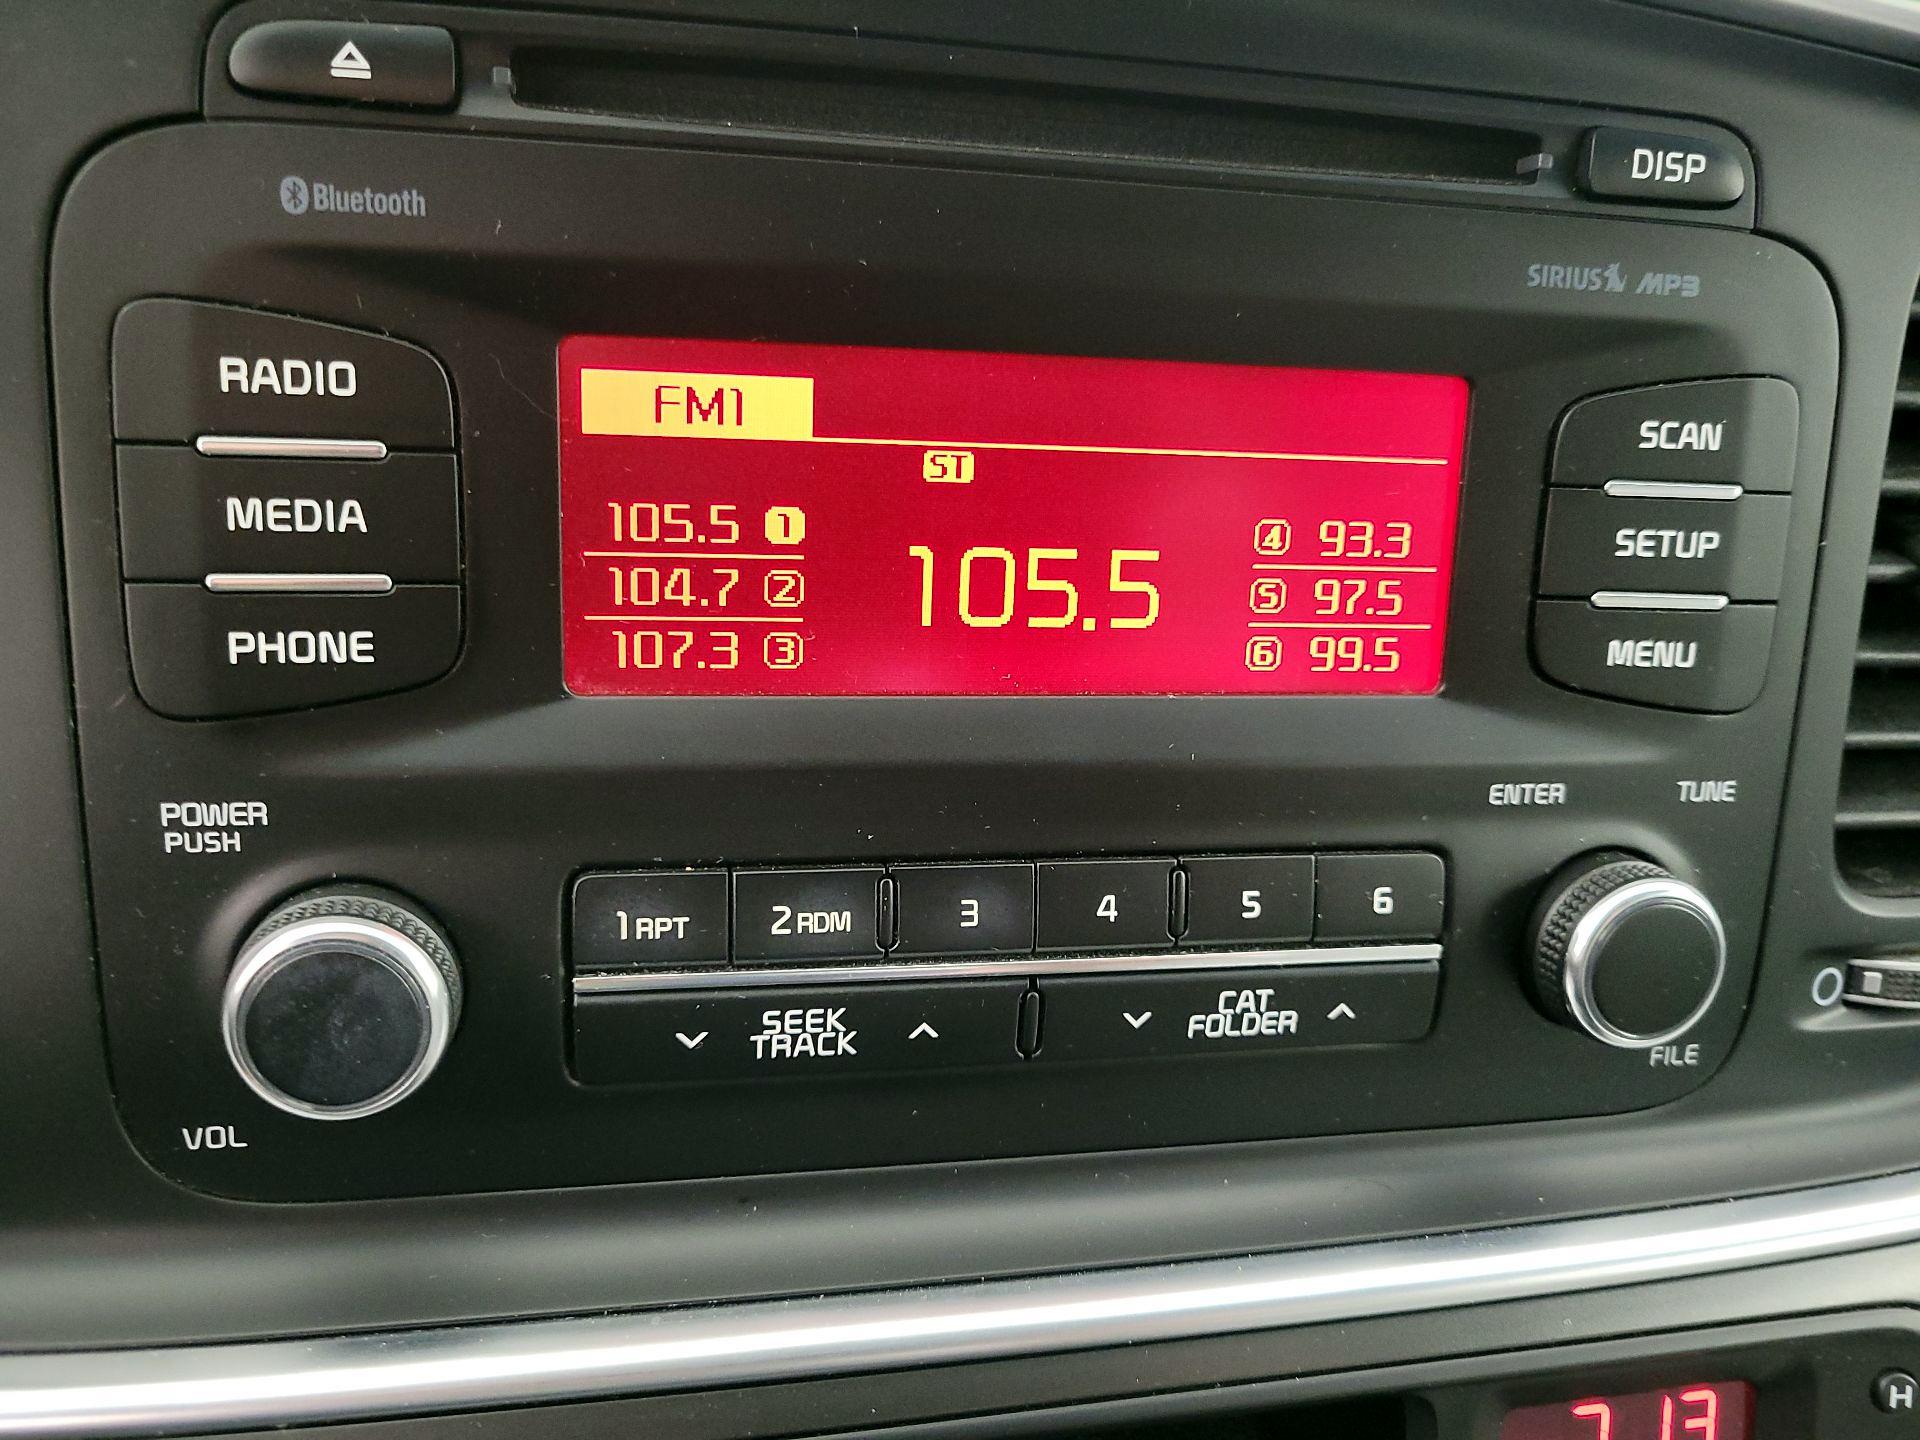 DISP
Bluetooth
SIRIUS MP3
RADIO
MEDIA
PHONE
FM1
ST
105.5 1
104.7 2
107.3 3
105.5
4 93.3
5 97.5
6 99.5
SCAN
SETUP
MENU
POWER
PUSH
VOL
1 RPT 2 RDM 3 4 5 6
SEEK
TRACK
CAT
FOLDER
ENTER TUNE
FILE
7 13
H